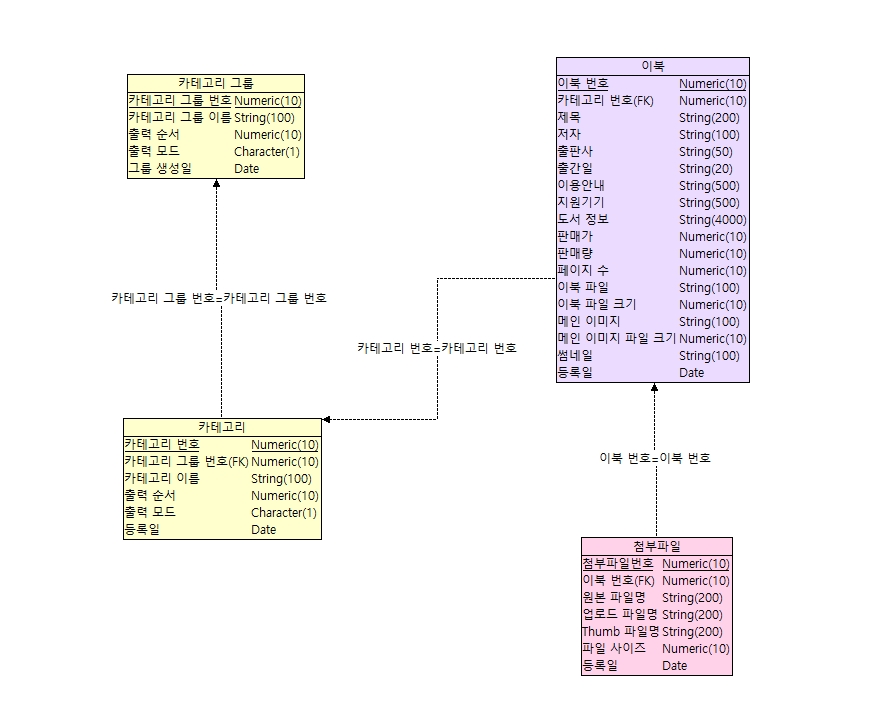 카테고리 그룹
카테고리 그룹 번호 Numeric(10)
카테고리 그룹 이름 String(100)
출력 순서 Numeric(10)
출력 모드 Character(1)
그룹 생성일 Date
카테고리 그룹 번호=카테고리 그룹 번호
카테고리
카테고리 번호 Numeric(10)
카테고리 그룹 번호(FK) Numeric(10)
카테고리 이름 String(100)
출력 순서 Numeric(10)
출력 모드 Character(1)
등록일 Date
카테고리 번호=카테고리 번호
이북
이북 번호 Numeric(10)
카테고리 번호(FK) Numeric(10)
제목 String(200)
저자 String(100)
출판사 String(50)
출간일 String(20)
이용안내 String(500)
지원기기 String(500)
도서 정보 String(4000)
판매가 Numeric(10)
판매량 Numeric(10)
페이지 수 Numeric(10)
이북 파일 String(100)
이북 파일 크기 Numeric(10)
메인 이미지 String(100)
메인 이미지 파일 크기 Numeric(10)
썸네일 String(100)
등록일 Date
이북 번호=이북 번호
첨부파일
첨부파일번호 Numeric(10)
이북 번호(FK) Numeric(10)
원본 파일명 String(200)
업로드 파일명 String(200)
Thumb 파일명 String(200)
파일 사이즈 Numeric(10)
등록일 Date